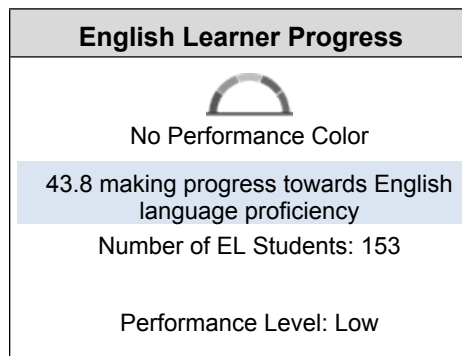 English Learner Progress
No Performance Color
43.8 making progress towards English
language proficiency
Number of EL Students: 153
Performance Level: Low